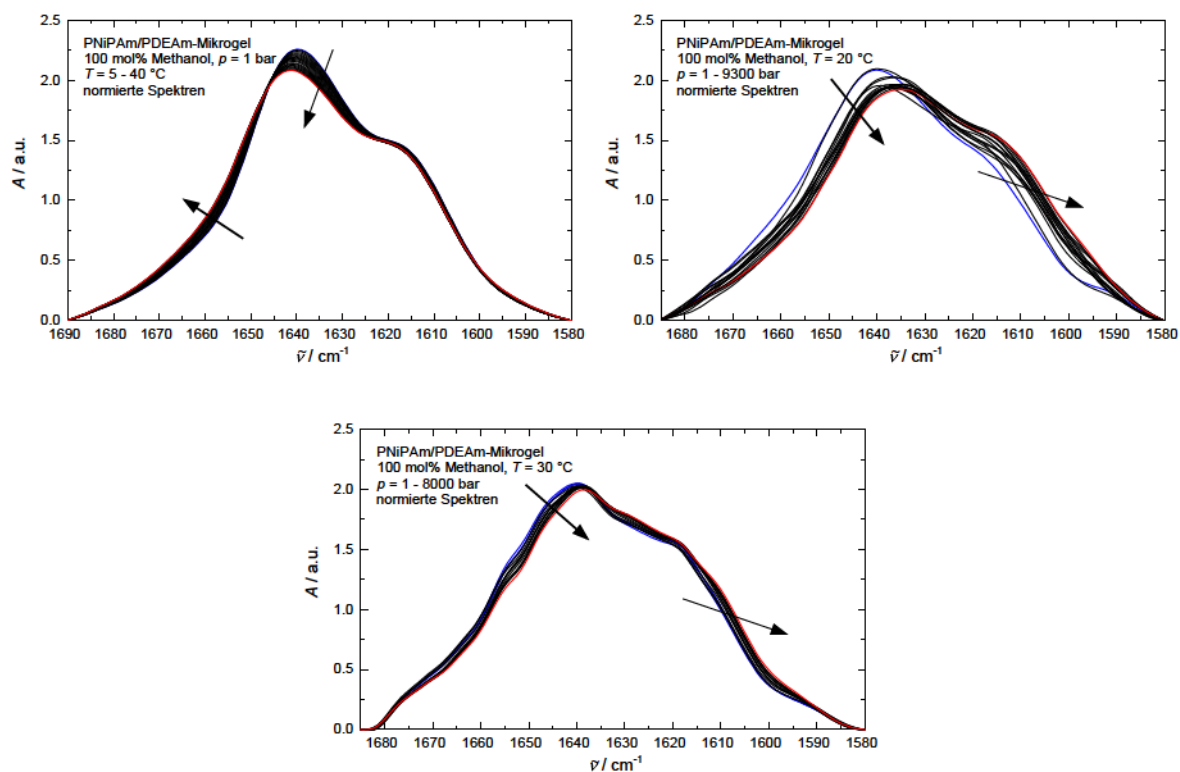 PNiPAm/PDEAm-Mikrogel
100 mol% Methanol, p = 1 bar
T = 5 - 40 °C
normierte Spektren
A / a.u.
2.5
2.0
1.5
1.0
0.5
0.0
1690 1680 1670 1660 1650 1640 1630 1620 1610 1600 1590 1580
ṽ / cm⁻¹
PNiPAm/PDEAm-Mikrogel
100 mol% Methanol, T = 20 °C
p = 1 - 9300 bar
normierte Spektren
A / a.u.
2.5
2.0
1.5
1.0
0.5
0.0
1680 1670 1660 1650 1640 1630 1620 1610 1600 1590 1580
ṽ / cm⁻¹
PNiPAm/PDEAm-Mikrogel
100 mol% Methanol, T = 30 °C
p = 1 - 8000 bar
normierte Spektren
A / a.u.
2.5
2.0
1.5
1.0
0.5
0.0
1680 1670 1660 1650 1640 1630 1620 1610 1600 1590 1580
ṽ / cm⁻¹